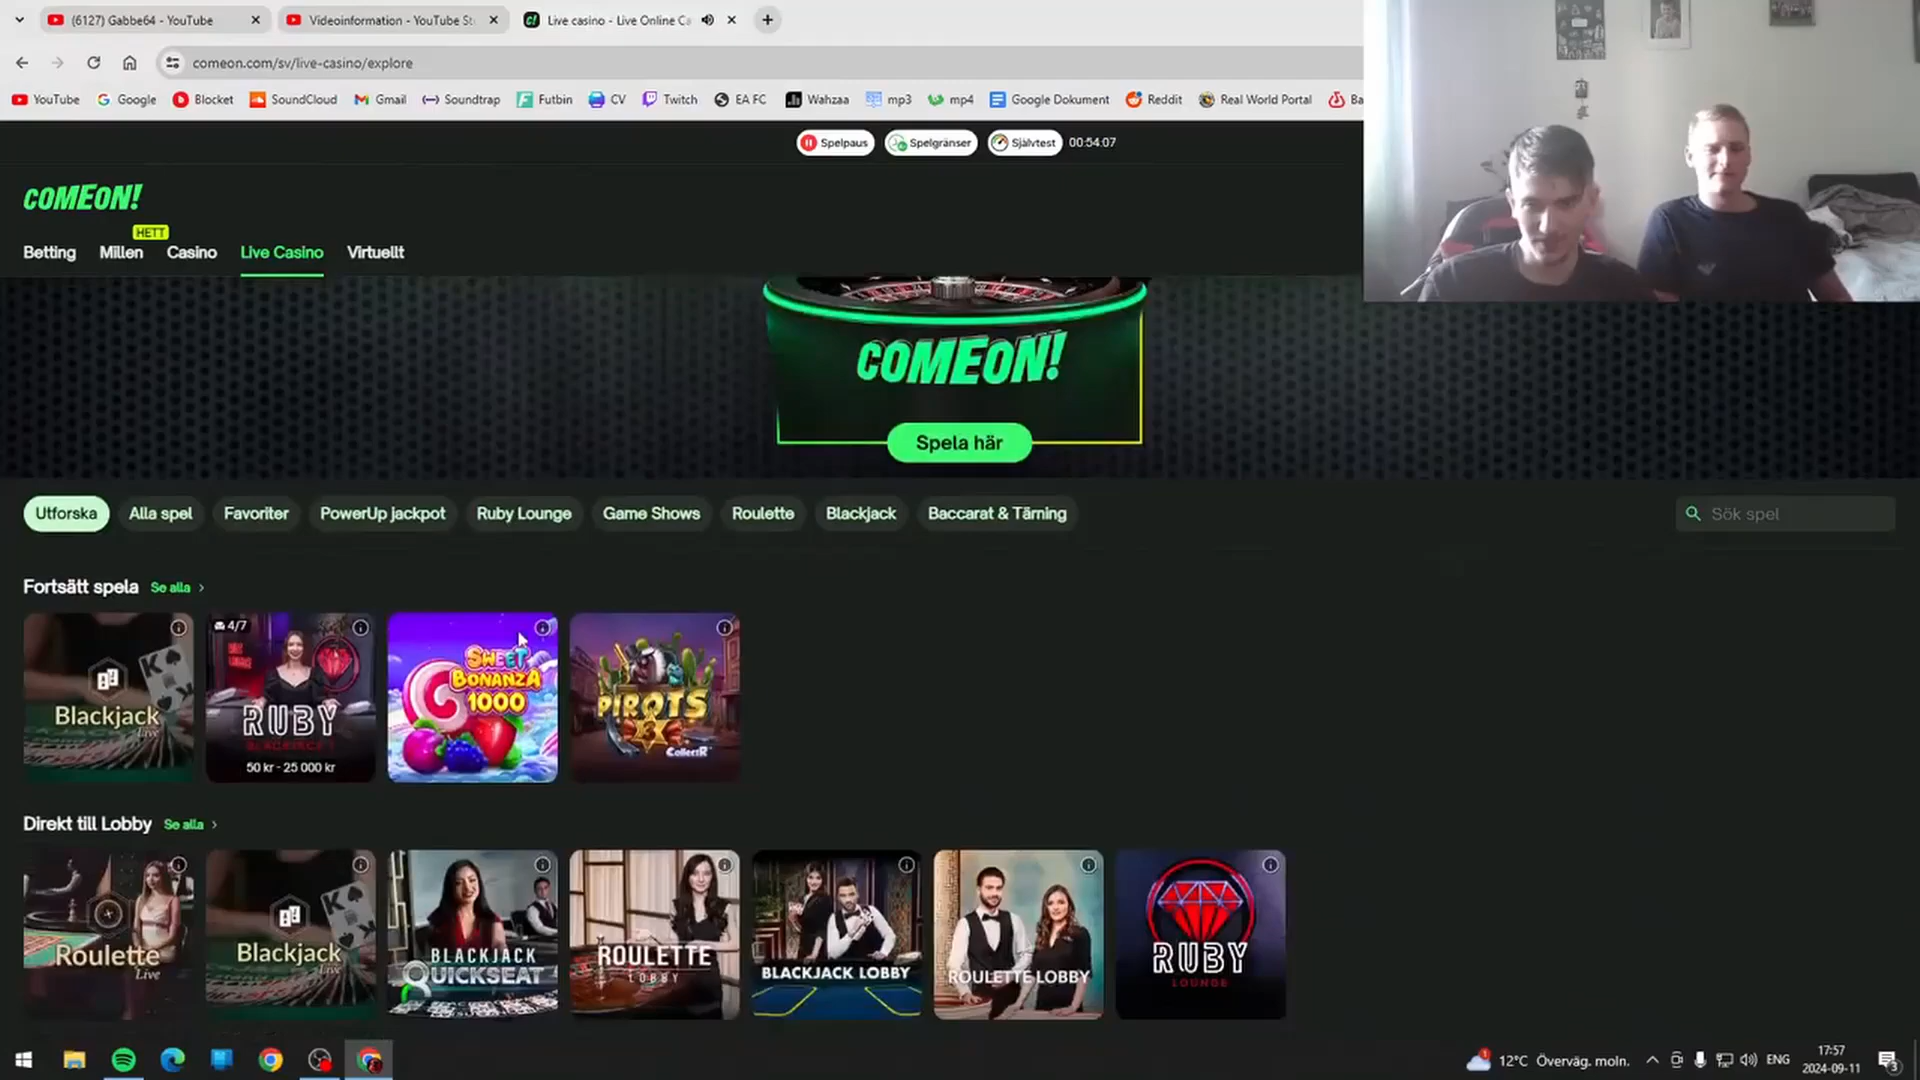 (6127) Gabbe64 - YouTube
Videoinformation - YouTube St
Live casino - Live Online Ca
comeon.com/sv/live-casino/explore
YouTube
Google
Blocket
SoundCloud
Gmail
Soundtrap
Futbin
CV
Twitch
EA FC
Wahzaa
mp3
mp4
Google Dokument
Reddit
Real World Portal
Ba
Spelpaus
Spelgränser
Självtest
00:54:07
COMEON!
HETT
Betting
Millen
Casino
Live Casino
Virtuellt
COMEON!
Spela här
Utforska
Alla spel
Favoriter
PowerUp jackpot
Ruby Lounge
Game Shows
Roulette
Blackjack
Baccarat & Tärning
Sök spel
Fortsätt spela
Se alla
Blackjack
Live
4/7
RUBY
50 kr - 25 000 kr
SWEET
BONANZA
1000
PIROTS
3
CollectR
Direkt till Lobby
Se alla
Roulette
Live
Blackjack
Live
BLACKJACK
QUICKSEAT
ROULETTE
LOBBY
BLACKJACK LOBBY
ROULETTE LOBBY
RUBY
LOUNGE
12°C Överväg. moln.
ENG
17:57
2024-09-11